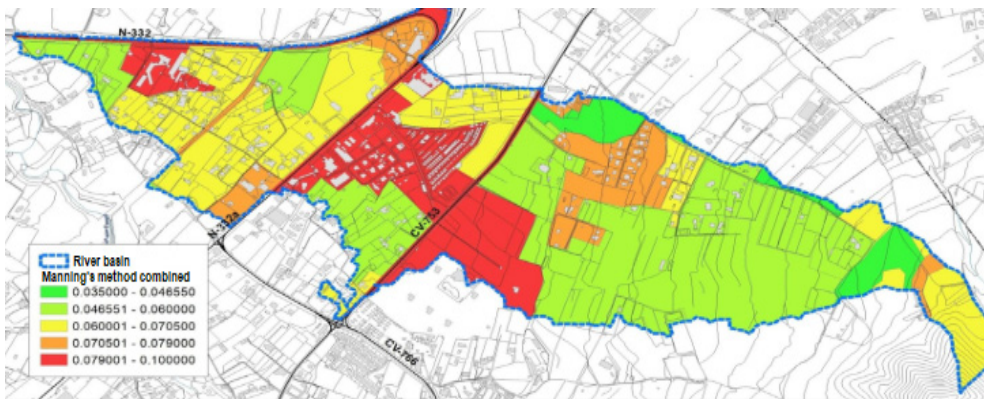 N-332
N-332a
CV-753
River basin
Manning's method combined
0.035000 - 0.046550
0.046551 - 0.060000
0.060001 - 0.070500
0.070501 - 0.079000
0.079001 - 0.100000
CV-766